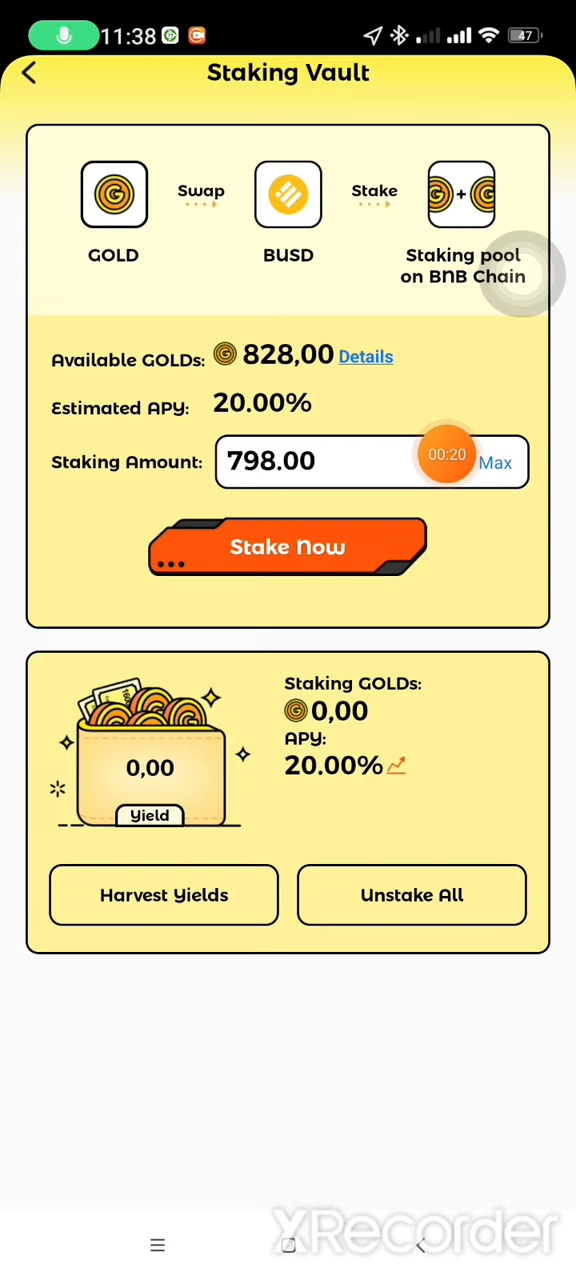 11:38
47
Staking Vault
Swap
Stake
GOLD
BUSD
Staking pool
on BNB Chain
Available GOLDs: 828,00 Details
Estimated APY: 20.00%
Staking Amount: 798.00 00:20 Max
Stake Now
Staking GOLDs:
0,00
APY:
20.00%
0,00
Yield
Harvest Yields
Unstake All
XRecorder